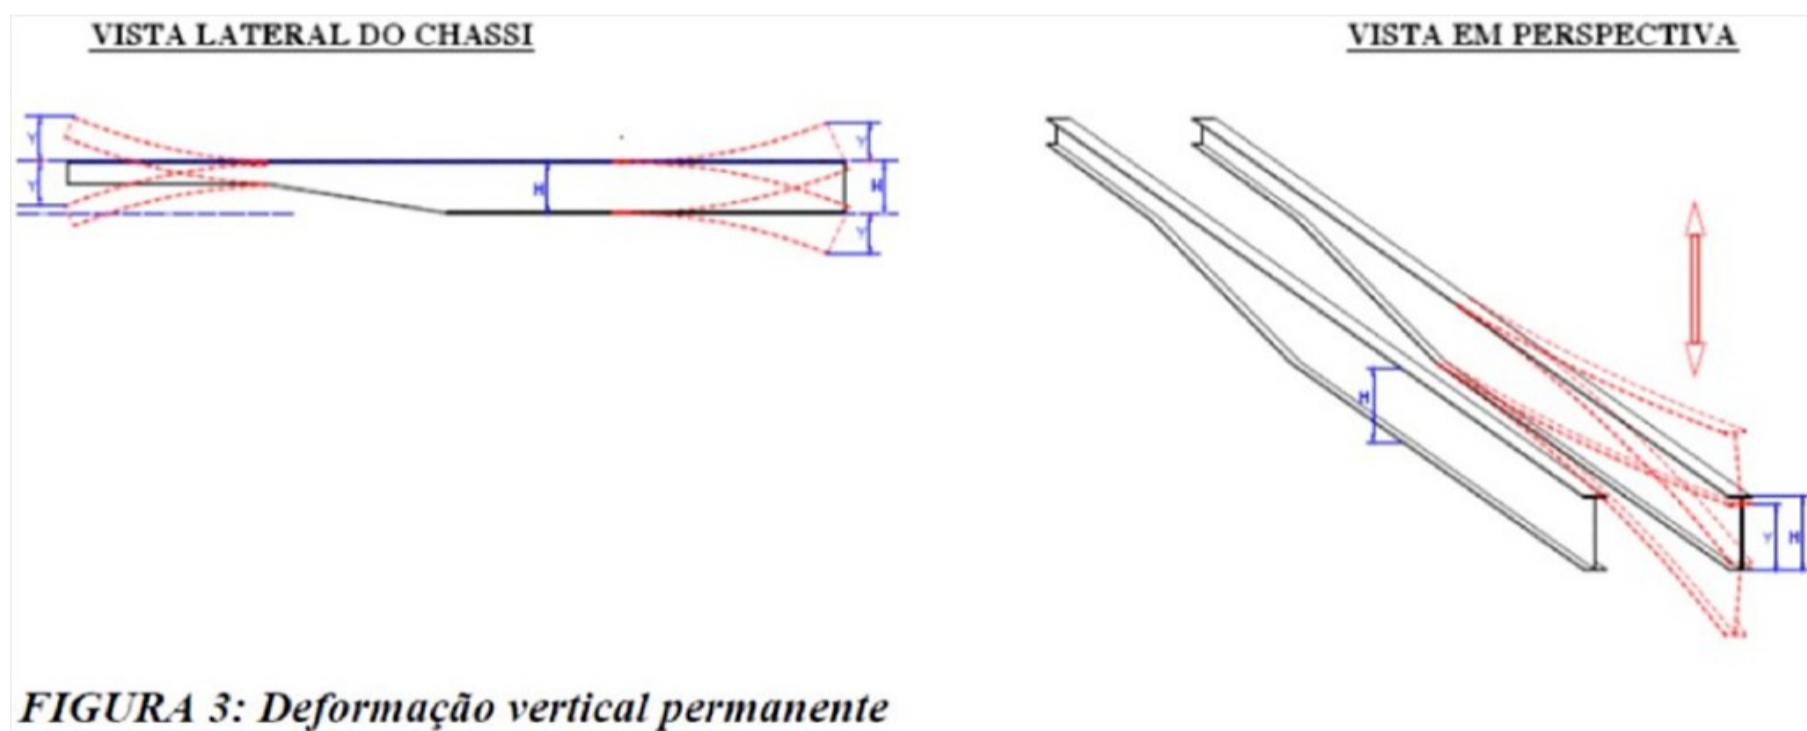 VISTA LATERAL DO CHASSI
VISTA EM PERSPECTIVA
Y
Y
H
Y
H
Y
H
Y
H
FIGURA 3: Deformação vertical permanente